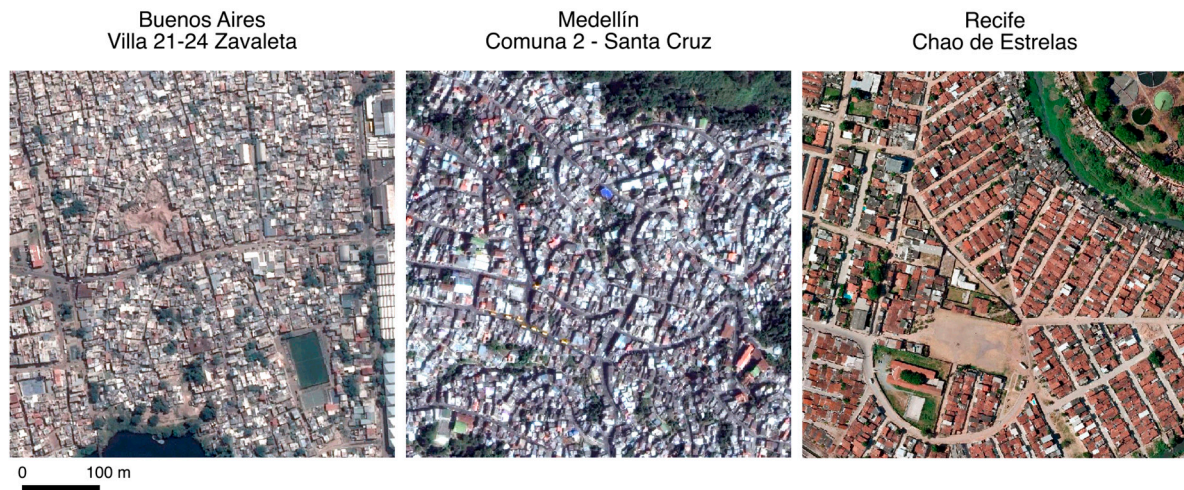 Buenos Aires
Villa 21-24 Zavaleta
Medellín
Comuna 2 - Santa Cruz
Recife
Chao de Estrelas
0 100 m